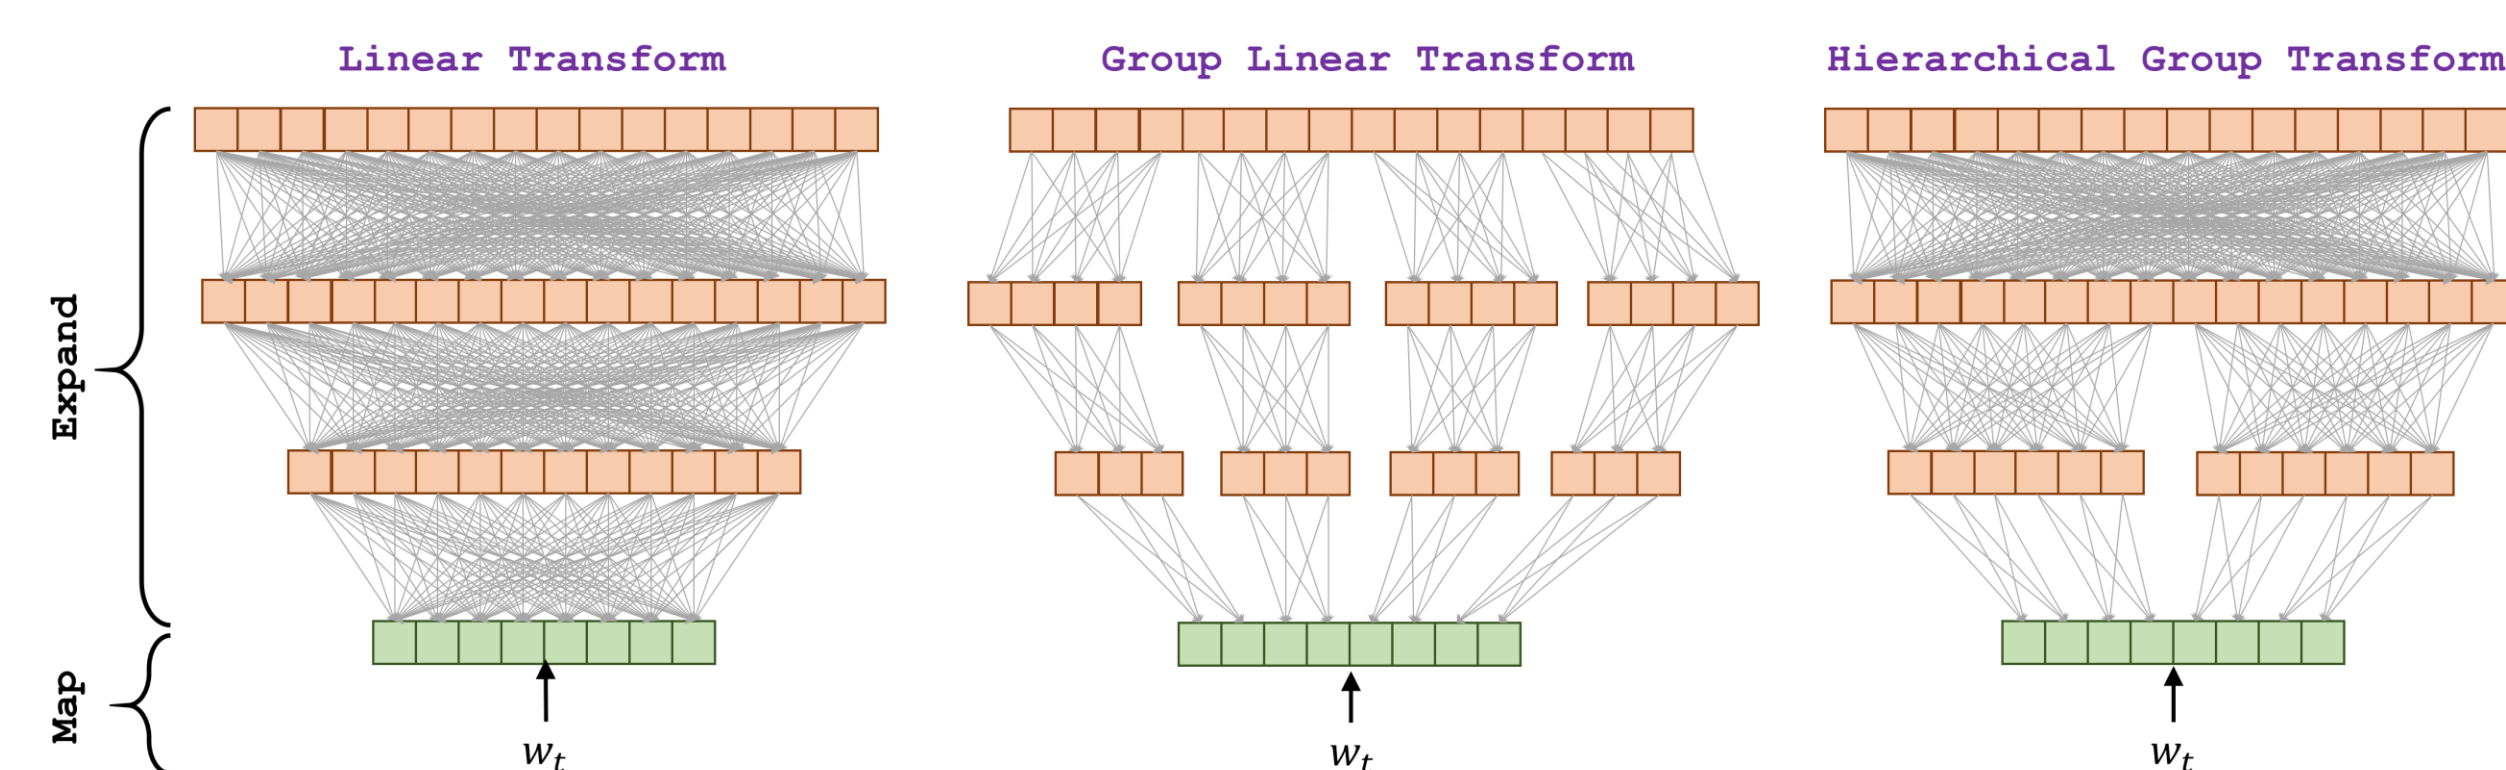 Linear Transform
Group Linear Transform
Hierarchical Group Transform
Expand
Map
w_t
w_t
w_t